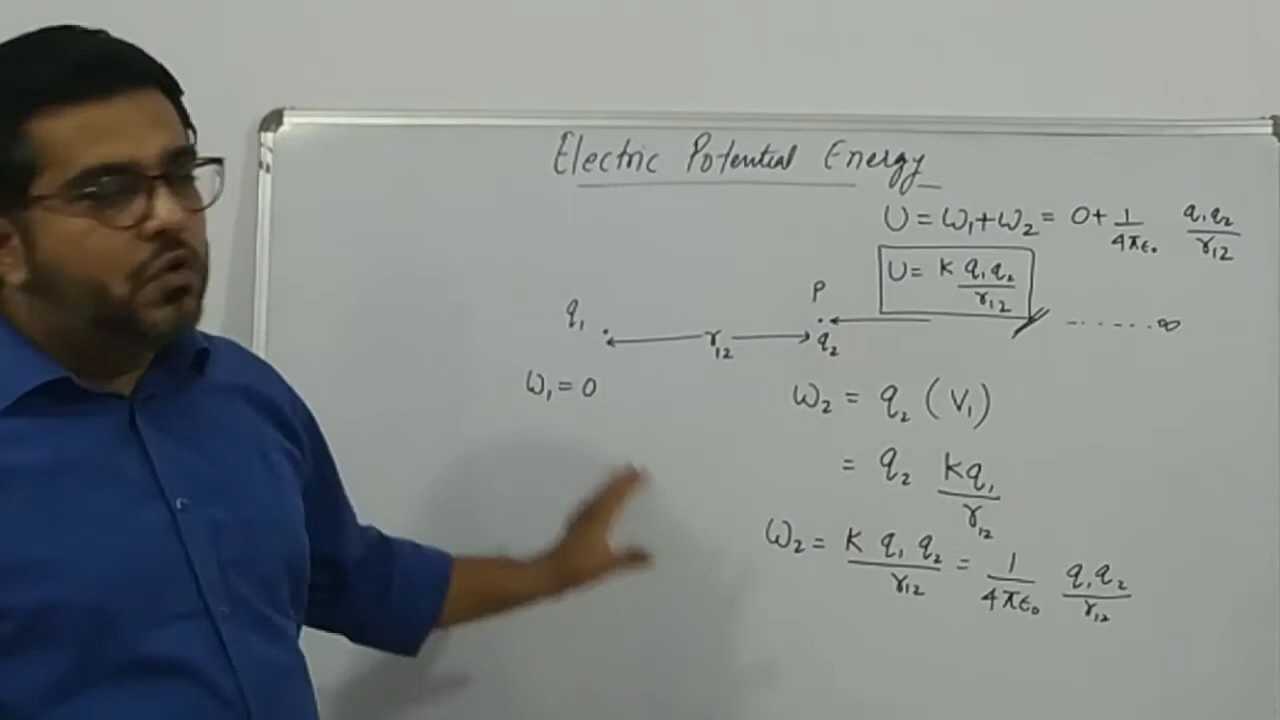 Electric Potential Energy
U = W₁+W₂ = 0 + 1/4πε₀ q₁q₂/r₁₂
U = K q₁q₂/r₁₂
P
q₁ r₁₂ q₂ ......∞
W₁ = 0
W₂ = q₂ (V₁)
= q₂ Kq₁/r₁₂
W₂ = K q₁ q₂/r₁₂ = 1/4πε₀ q₁q₂/r₁₂